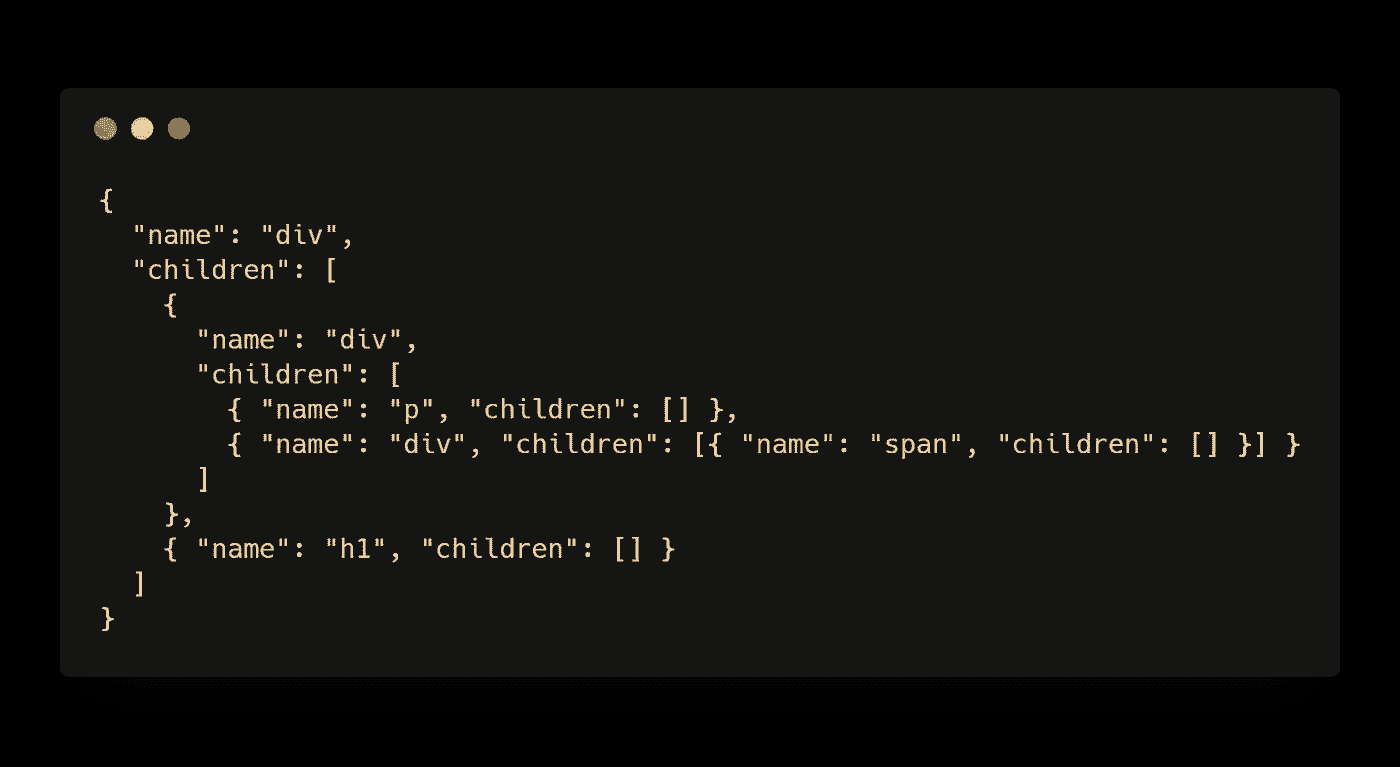 {
  "name": "div",
  "children": [
    {
      "name": "div",
      "children": [
        { "name": "p", "children": [] },
        { "name": "div", "children": [{ "name": "span", "children": [] }] }
      ]
    },
    { "name": "h1", "children": [] }
  ]
}